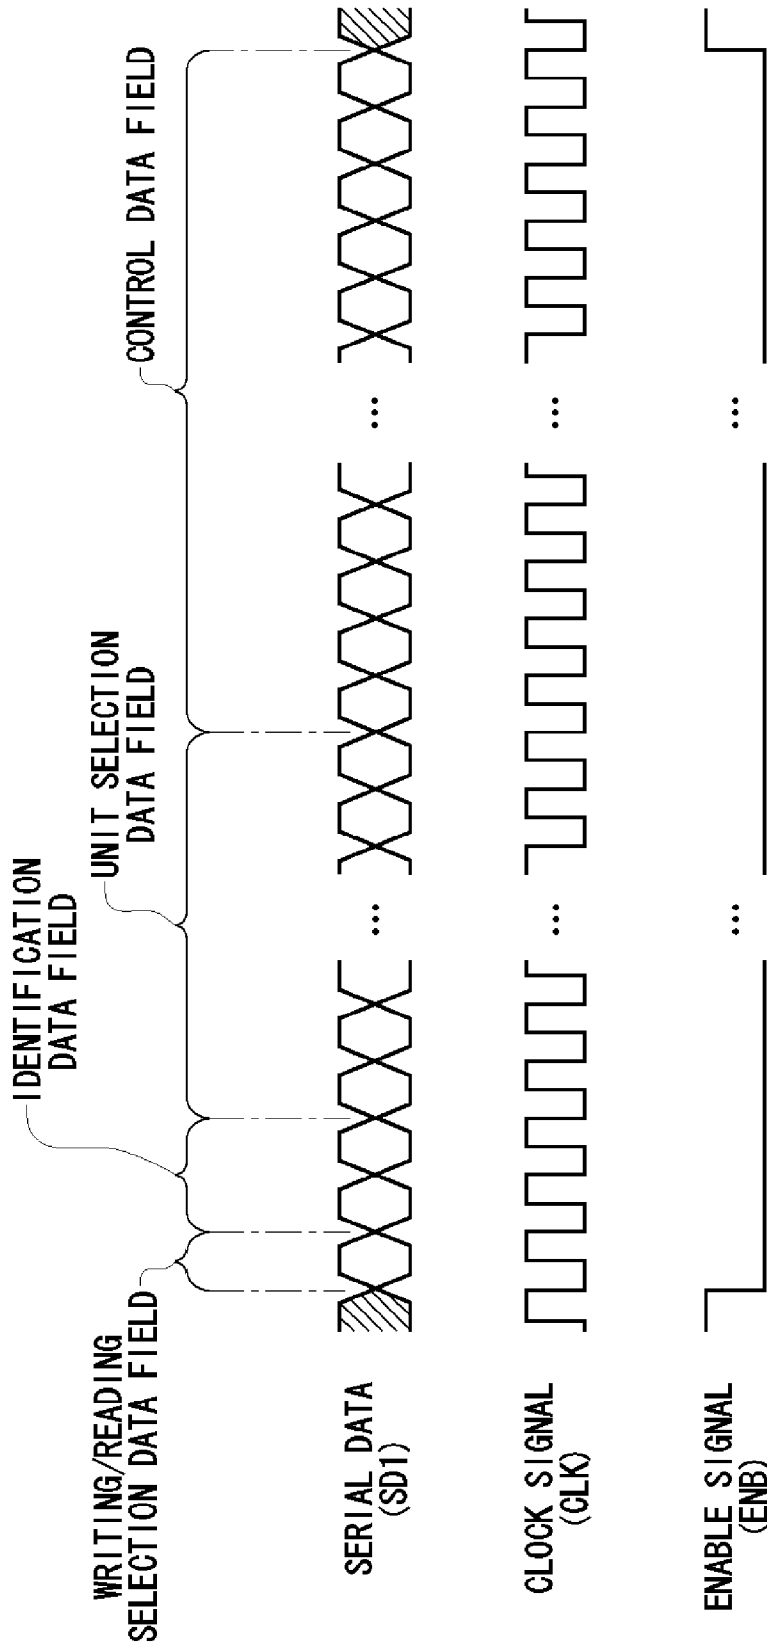 WRITING/READING
SELECTION DATA FIELD
IDENTIFICATION
DATA FIELD
UNIT SELECTION
DATA FIELD
CONTROL DATA FIELD
SERIAL DATA
(SD1)
...
...
CLOCK SIGNAL
(CLK)
...
...
ENABLE SIGNAL
(ENB)
...
...